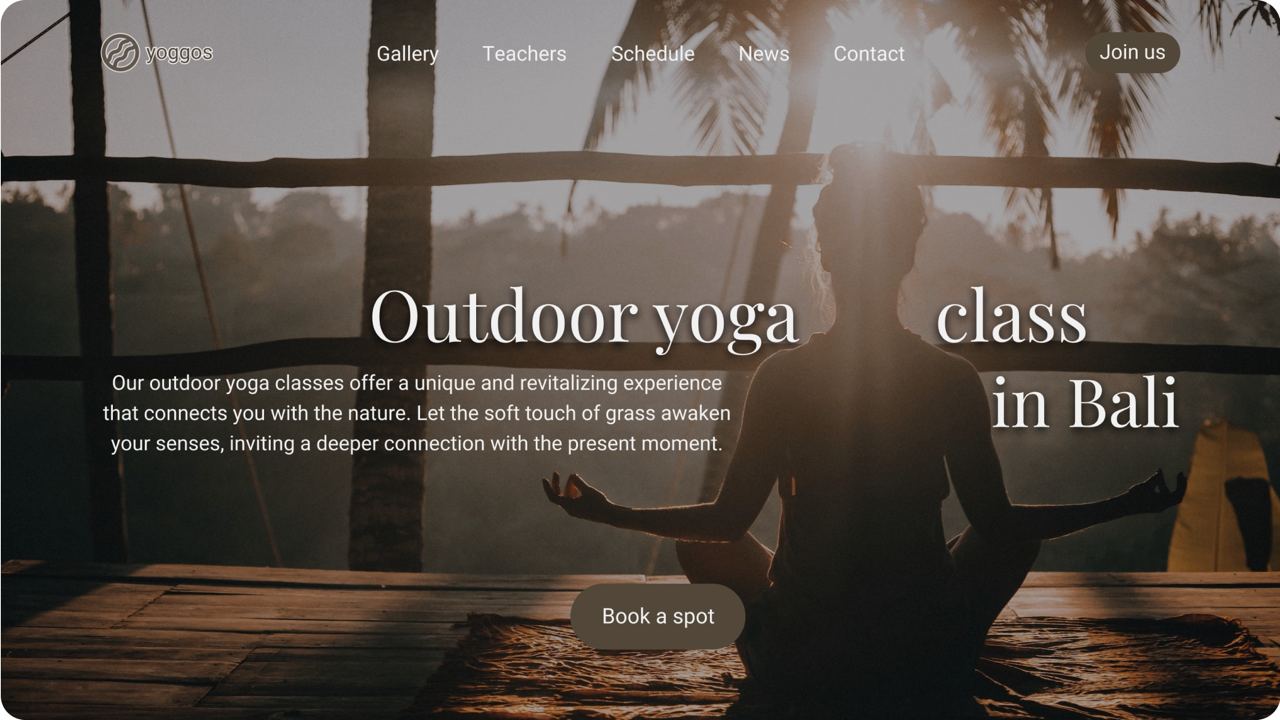 yoggos
Gallery Teachers Schedule News Contact
Join us
Outdoor yoga class
in Bali
Our outdoor yoga classes offer a unique and revitalizing experience
that connects you with the nature. Let the soft touch of grass awaken
your senses, inviting a deeper connection with the present moment.
Book a spot